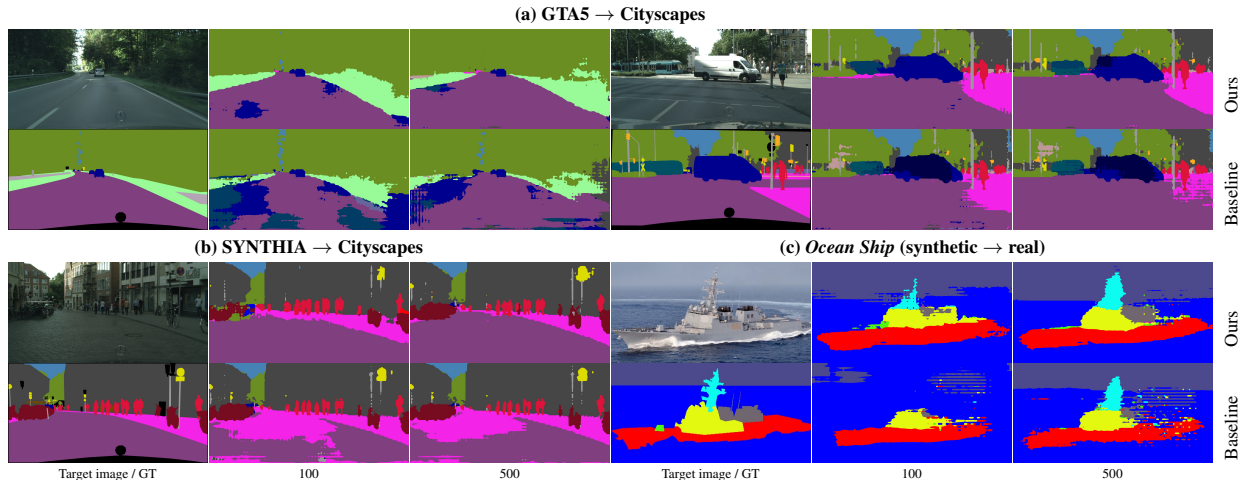 (a) GTA5 → Cityscapes
Ours
Baseline
(b) SYNTHIA → Cityscapes
(c) Ocean Ship (synthetic → real)
Ours
Baseline
Target image / GT
100
500
Target image / GT
100
500